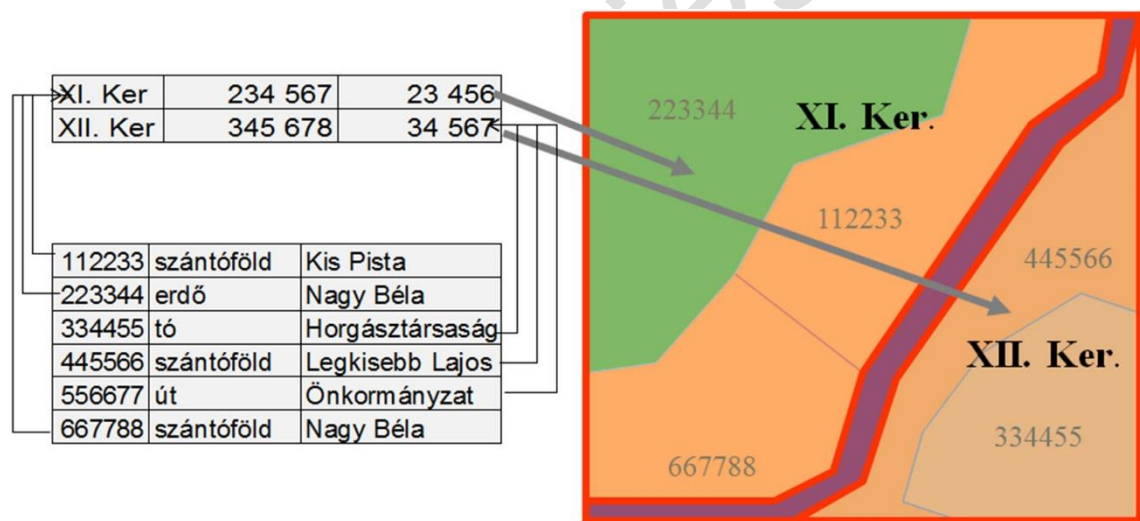 XI. Ker 234 567 23 456
XII. Ker 345 678 34 567
112233 szántóföld Kis Pista
223344 erdő Nagy Béla
334455 tó Horgásztársaság
445566 szántóföld Legkisebb Lajos
556677 út Önkormányzat
667788 szántóföld Nagy Béla
223344
XI. Ker.
112233
445566
XII. Ker.
334455
667788